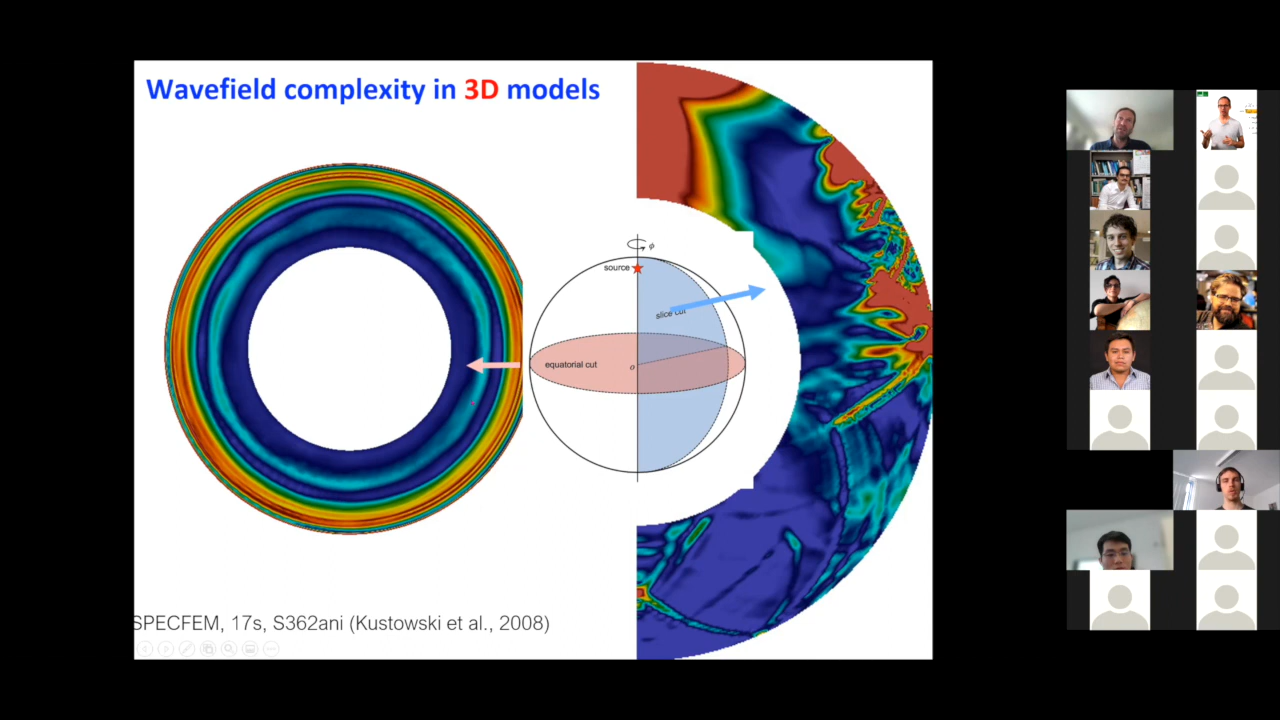 Wavefield complexity in 3D models
ϕ
source
slice cut
equatorial cut
o
SPECFEM, 17s, S362ani (Kustowski et al., 2008)